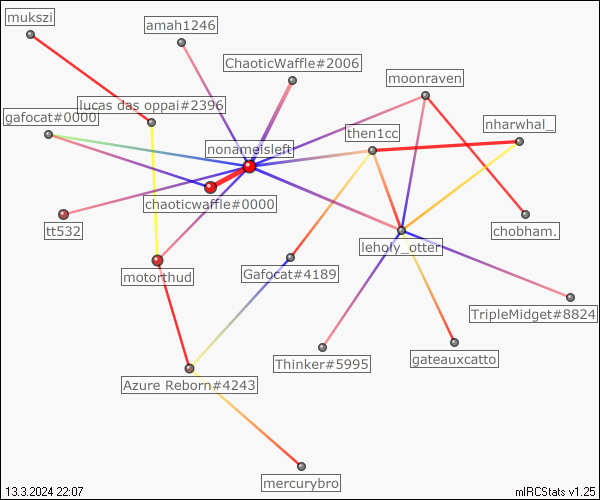 mukszi
amah1246
ChaoticWaffle#2006
moonraven
lucas das oppai#2396
gafocat#0000
then1cc
nharwhal_
nonameisleft
chaoticwaffle#0000
tt532
chobham.
leholy_otter
motorthud
Gafocat#4189
TripleMidget#8824
Thinker#5995
gateauxcatto
Azure Reborn#4243
mercurybro
13.3.2024 22:07
mIRCStats v1.25